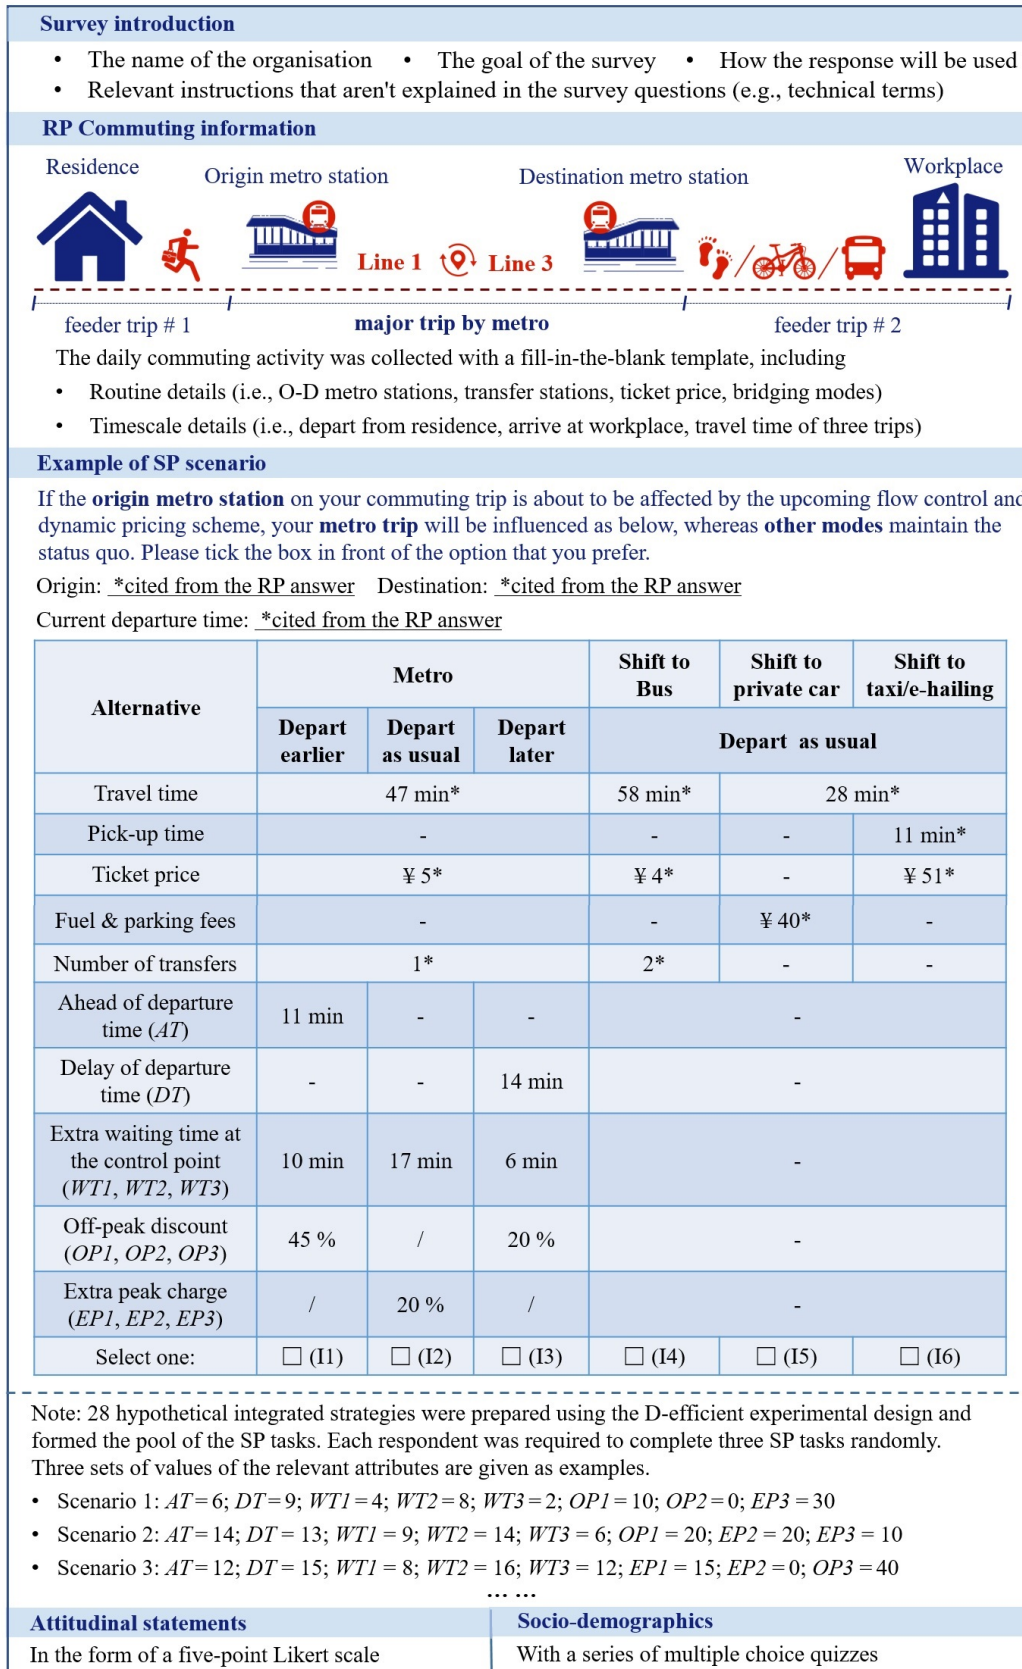 Survey introduction
• The name of the organisation • The goal of the survey • How the response will be used
• Relevant instructions that aren't explained in the survey questions (e.g., technical terms)
RP Commuting information
Residence
Origin metro station
Destination metro station
Workplace
Line 1
Line 3
feeder trip # 1
major trip by metro
feeder trip # 2
The daily commuting activity was collected with a fill-in-the-blank template, including
• Routine details (i.e., O-D metro stations, transfer stations, ticket price, bridging modes)
• Timescale details (i.e., depart from residence, arrive at workplace, travel time of three trips)
Example of SP scenario
If the origin metro station on your commuting trip is about to be affected by the upcoming flow control and
dynamic pricing scheme, your metro trip will be influenced as below, whereas other modes maintain the
status quo. Please tick the box in front of the option that you prefer.
Origin: *cited from the RP answer Destination: *cited from the RP answer
Current departure time: *cited from the RP answer
Alternative
Metro
Shift to
Bus
Shift to
private car
Shift to
taxi/e-hailing
Depart
earlier
Depart
as usual
Depart
later
Depart as usual
Travel time 47 min* 58 min* 28 min*
Pick-up time - - - 11 min*
Ticket price ¥ 5* ¥ 4* - ¥ 51*
Fuel & parking fees - - ¥ 40* -
Number of transfers 1* 2* - -
Ahead of departure
time (AT)
11 min - - -
Delay of departure
time (DT)
- - 14 min -
Extra waiting time at
the control point
(WT1, WT2, WT3)
10 min 17 min 6 min -
Off-peak discount
(OP1, OP2, OP3)
45 % / 20 % -
Extra peak charge
(EP1, EP2, EP3)
/ 20 % / -
Select one: □ (I1) □ (I2) □ (I3) □ (I4) □ (I5) □ (I6)
Note: 28 hypothetical integrated strategies were prepared using the D-efficient experimental design and
formed the pool of the SP tasks. Each respondent was required to complete three SP tasks randomly.
Three sets of values of the relevant attributes are given as examples.
• Scenario 1: AT = 6; DT = 9; WT1 = 4; WT2 = 8; WT3 = 2; OP1 = 10; OP2 = 0; EP3 = 30
• Scenario 2: AT = 14; DT = 13; WT1 = 9; WT2 = 14; WT3 = 6; OP1 = 20; EP2 = 20; EP3 = 10
• Scenario 3: AT = 12; DT = 15; WT1 = 8; WT2 = 16; WT3 = 12; EP1 = 15; EP2 = 0; OP3 = 40
... ...
Attitudinal statements
In the form of a five-point Likert scale
Socio-demographics
With a series of multiple choice quizzes